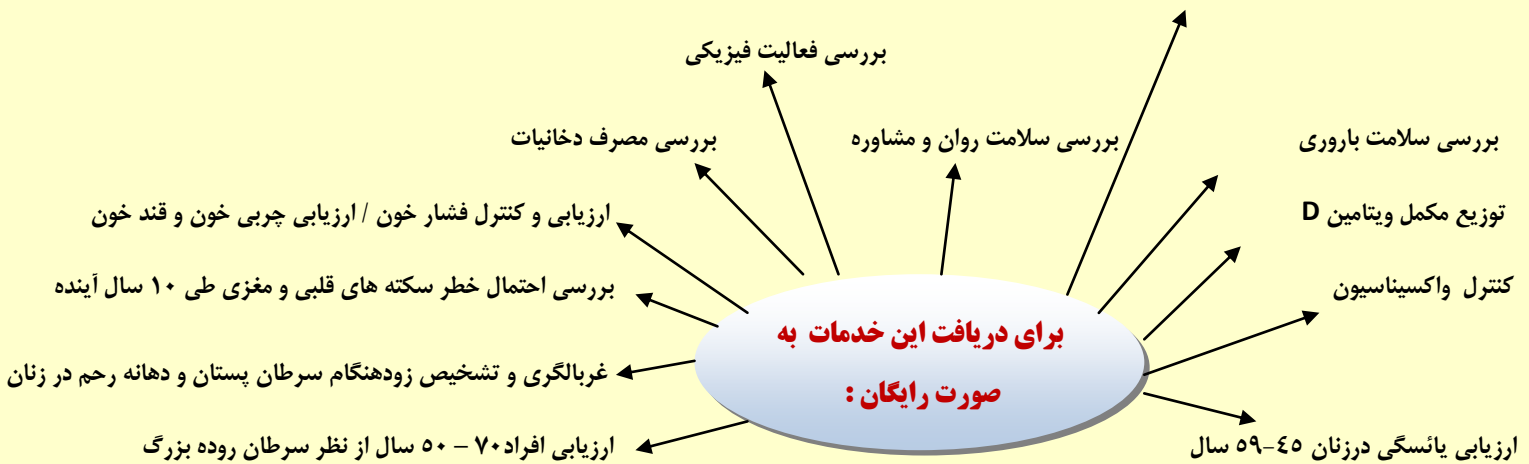 بررسی فعالیت فیزیکی
بررسی سلامت باروری
بررسی سلامت روان و مشاوره
بررسی مصرف دخانیات
توزیع مکمل ویتامین D
ارزیابی و کنترل فشار خون / ارزیابی چربی خون و قند خون
کنترل واکسیناسیون
بررسی احتمال خطر سکته های قلبی و مغزی طی ۱۰ سال آینده
برای دریافت این خدمات به
صورت رایگان :
غربالگری و تشخیص زودهنگام سرطان پستان و دهانه رحم در زنان
ارزیابی یائسگی درزنان ٤٥-٥٩ سال
ارزیابی افراد۷۰ – ۵۰ سال از نظر سرطان روده بزرگ